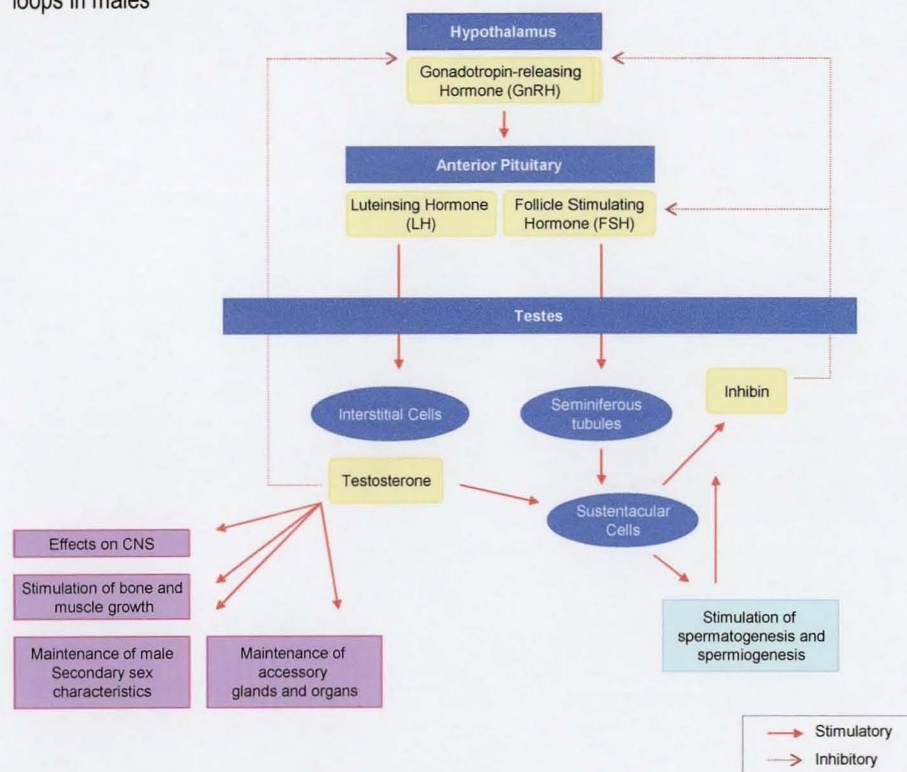 loops in males
Hypothalamus
Gonadotropin-releasing
Hormone (GnRH)
Anterior Pituitary
Luteinsing Hormone
(LH)
Follicle Stimulating
Hormone (FSH)
Testes
Interstitial Cells
Seminiferous
tubules
Inhibin
Testosterone
Sustentacular
Cells
Effects on CNS
Stimulation of bone and
muscle growth
Maintenance of male
Secondary sex
characteristics
Maintenance of
accessory
glands and organs
Stimulation of
spermatogenesis and
spermiogenesis
Stimulatory
Inhibitory